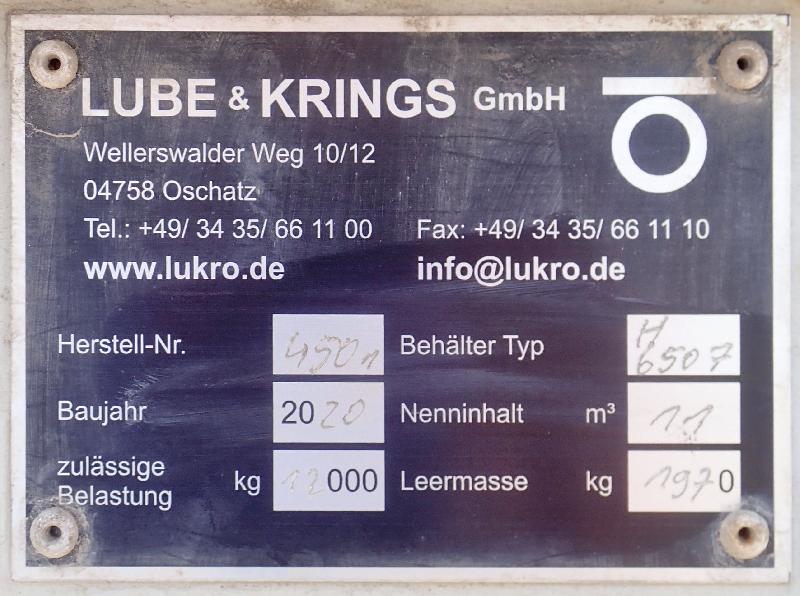 LUBE & KRINGS GmbH
Wellerswalder Weg 10/12
04758 Oschatz
Tel.: +49/ 34 35/ 66 11 00 Fax: +49/ 34 35/ 66 11 10
www.lukro.de info@lukro.de
Herstell-Nr. Behälter Typ H 6507
Baujahr 2020 Nenninhalt m³ 11
zulässige Belastung kg 12000 Leermasse kg 1970